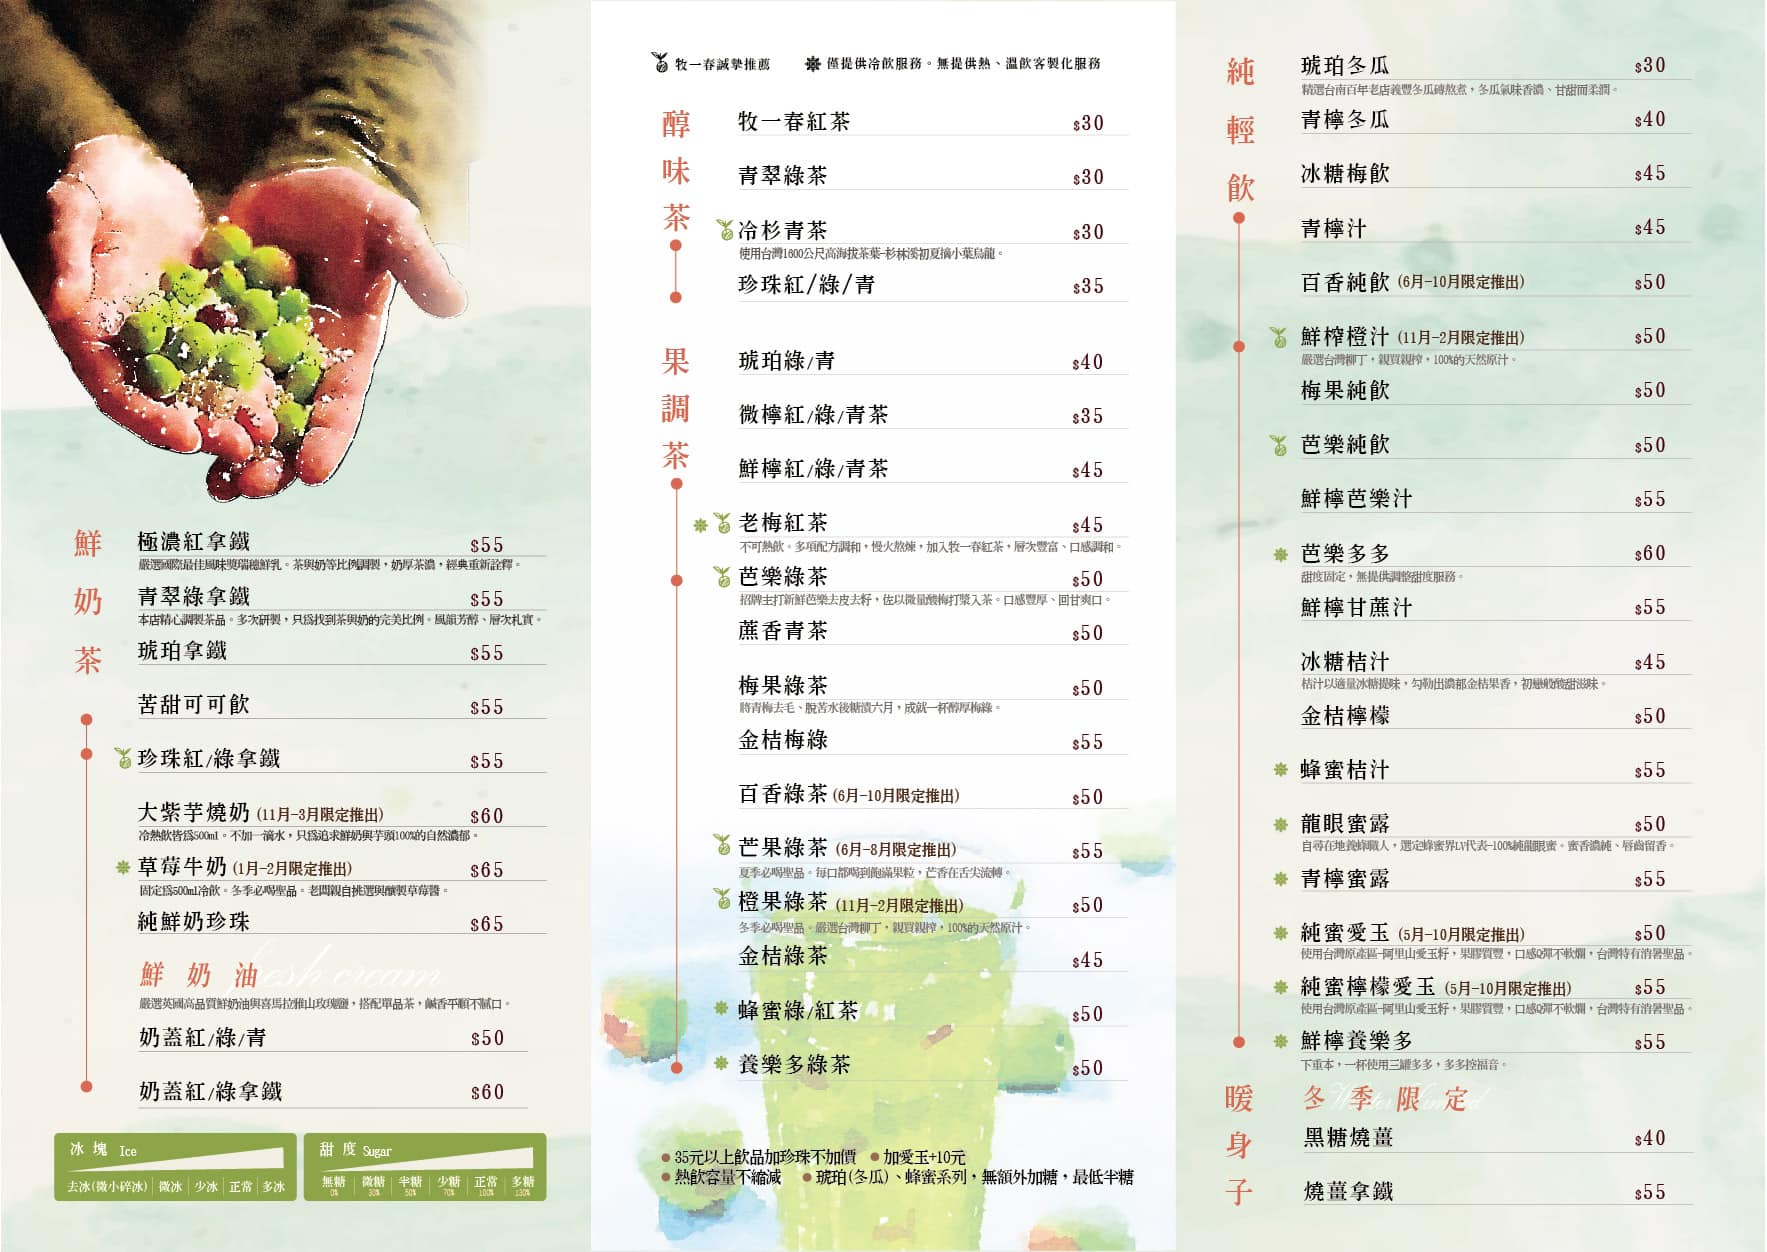 鮮奶茶
極濃紅拿鐵 $55
嚴選國際最佳風味獎瑞穗鮮乳。茶與奶等比例調製，奶厚茶濃，經典重新詮釋。
青翠綠拿鐵 $55
本店精心調製茶品。多次研製，只為找到茶與奶的完美比例。風韻芳醇、層次札實。
琥珀拿鐵 $55
苦甜可可飲 $55
珍珠紅/綠拿鐵 $55
大紫芋燒奶 (11月-3月限定推出) $60
冷熱飲皆為500ml。不加一滴水，只為追求鮮奶與芋頭100%的自然濃郁。
草莓牛奶 (1月-2月限定推出) $65
固定為500ml冷飲。冬季必喝聖品。老闆親自挑選與釀製草莓醬。
純鮮奶珍珠 $65
鮮奶油 fresh cream
嚴選英國高品質鮮奶油與喜馬拉雅山玫瑰鹽，搭配單品茶，鹹香平順不膩口。
奶蓋紅/綠/青 $50
奶蓋紅/綠拿鐵 $60
冰塊 Ice
去冰(微小碎冰) 微冰 少冰 正常 多冰
甜度 Sugar
無糖 微糖 半糖 少糖 正常 多糖
0% 30% 50% 70% 100% 130%
牧一春誠摯推薦 僅提供冷飲服務。無提供熱、溫飲客製化服務
醇味茶
牧一春紅茶 $30
青翠綠茶 $30
冷杉青茶 $30
使用台灣1600公尺高海拔茶葉-杉林溪初夏摘小葉烏龍。
珍珠紅/綠/青 $35
果調茶
琥珀綠/青 $40
微檸紅/綠/青茶 $35
鮮檸紅/綠/青茶 $45
老梅紅茶 $45
不可熱飲。多項配方調和，慢火熬煉，加入牧一春紅茶，層次豐富、口感調和。
芭樂綠茶 $50
招牌主打新鮮芭樂去皮去籽，佐以微量酸梅打漿入茶。口感豐厚、回甘爽口。
蔗香青茶 $50
梅果綠茶 $50
將青梅去毛、脫苦水後糖漬六月，成就一杯醇厚梅綠。
金桔梅綠 $55
百香綠茶 (6月-10月限定推出) $50
芒果綠茶 (6月-8月限定推出) $55
夏季必喝聖品。每口都喝到飽滿果粒，芒香在舌尖流轉。
橙果綠茶 (11月-2月限定推出) $50
冬季必喝聖品。嚴選台灣柳丁，親買親榨，100%的天然原汁。
金桔綠茶 $45
蜂蜜綠/紅茶 $50
養樂多綠茶 $50
35元以上飲品加珍珠不加價 加愛玉+10元
熱飲容量不縮減 琥珀(冬瓜)、蜂蜜系列，無額外加糖，最低半糖
純輕飲
琥珀冬瓜 $30
精選台南百年老店義豐冬瓜磚熬煮，冬瓜氣味香濃、甘甜而柔潤。
青檸冬瓜 $40
冰糖梅飲 $45
青檸汁 $45
百香純飲 (6月-10月限定推出) $50
鮮榨橙汁 (11月-2月限定推出) $50
嚴選台灣柳丁，親買親榨，100%的天然原汁。
梅果純飲 $50
芭樂純飲 $50
鮮檸芭樂汁 $55
芭樂多多 $60
甜度固定，無提供調整甜度服務。
鮮檸甘蔗汁 $55
冰糖桔汁 $45
桔汁以適量冰糖提味，勾勒出濃郁金桔果香，初戀般酸甜滋味。
金桔檸檬 $50
蜂蜜桔汁 $55
龍眼蜜露 $50
自尋在地養蜂職人，選定蜂蜜界LV代表-100%純龍眼蜜。蜜香濃純、唇齒留香。
青檸蜜露 $55
純蜜愛玉 (5月-10月限定推出) $50
使用台灣原產區-阿里山愛玉籽，果膠質豐，口感Q彈不軟爛，台灣特有消暑聖品。
純蜜檸檬愛玉 (5月-10月限定推出) $55
使用台灣原產區-阿里山愛玉籽，果膠質豐，口感Q彈不軟爛，台灣特有消暑聖品。
鮮檸養樂多 $55
下重本，一杯使用三罐多多，多多控福音。
暖身子
冬季限定 Winter Limited
黑糖燒薑 $40
燒薑拿鐵 $55